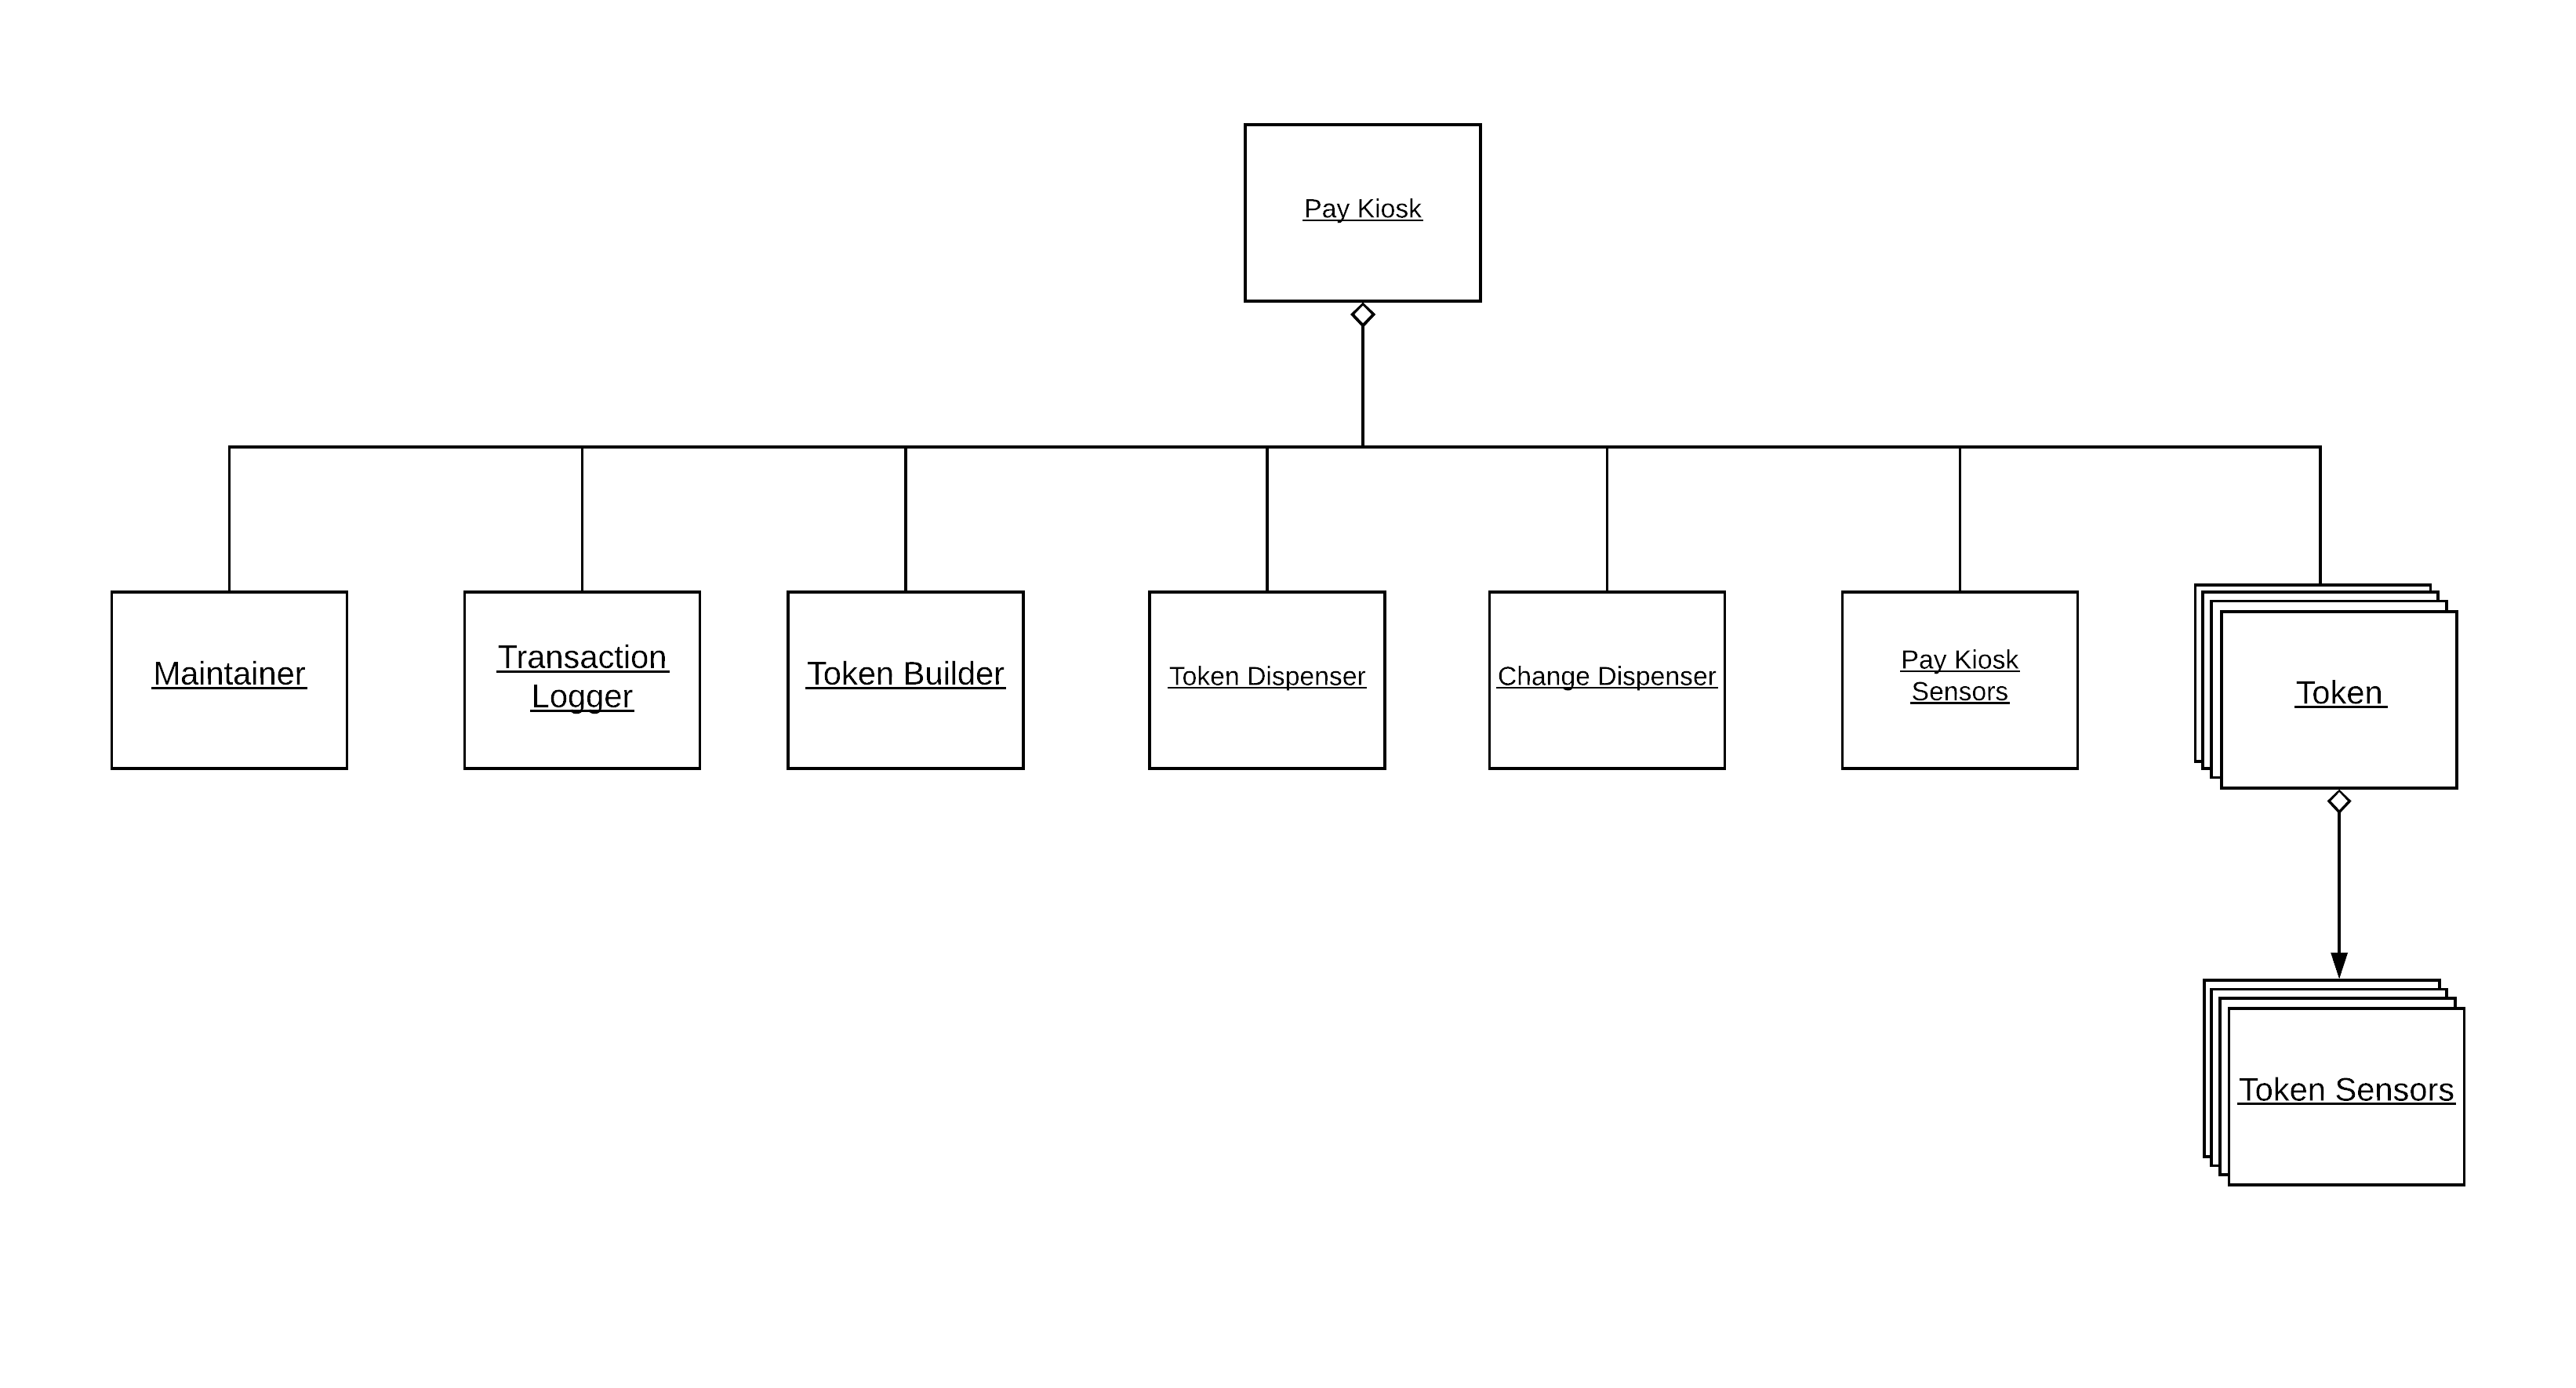 Pay Kiosk
Maintainer
Transaction
Logger
Token Builder
Token Dispenser
Change Dispenser
Pay Kiosk
Sensors
Token
Token Sensors